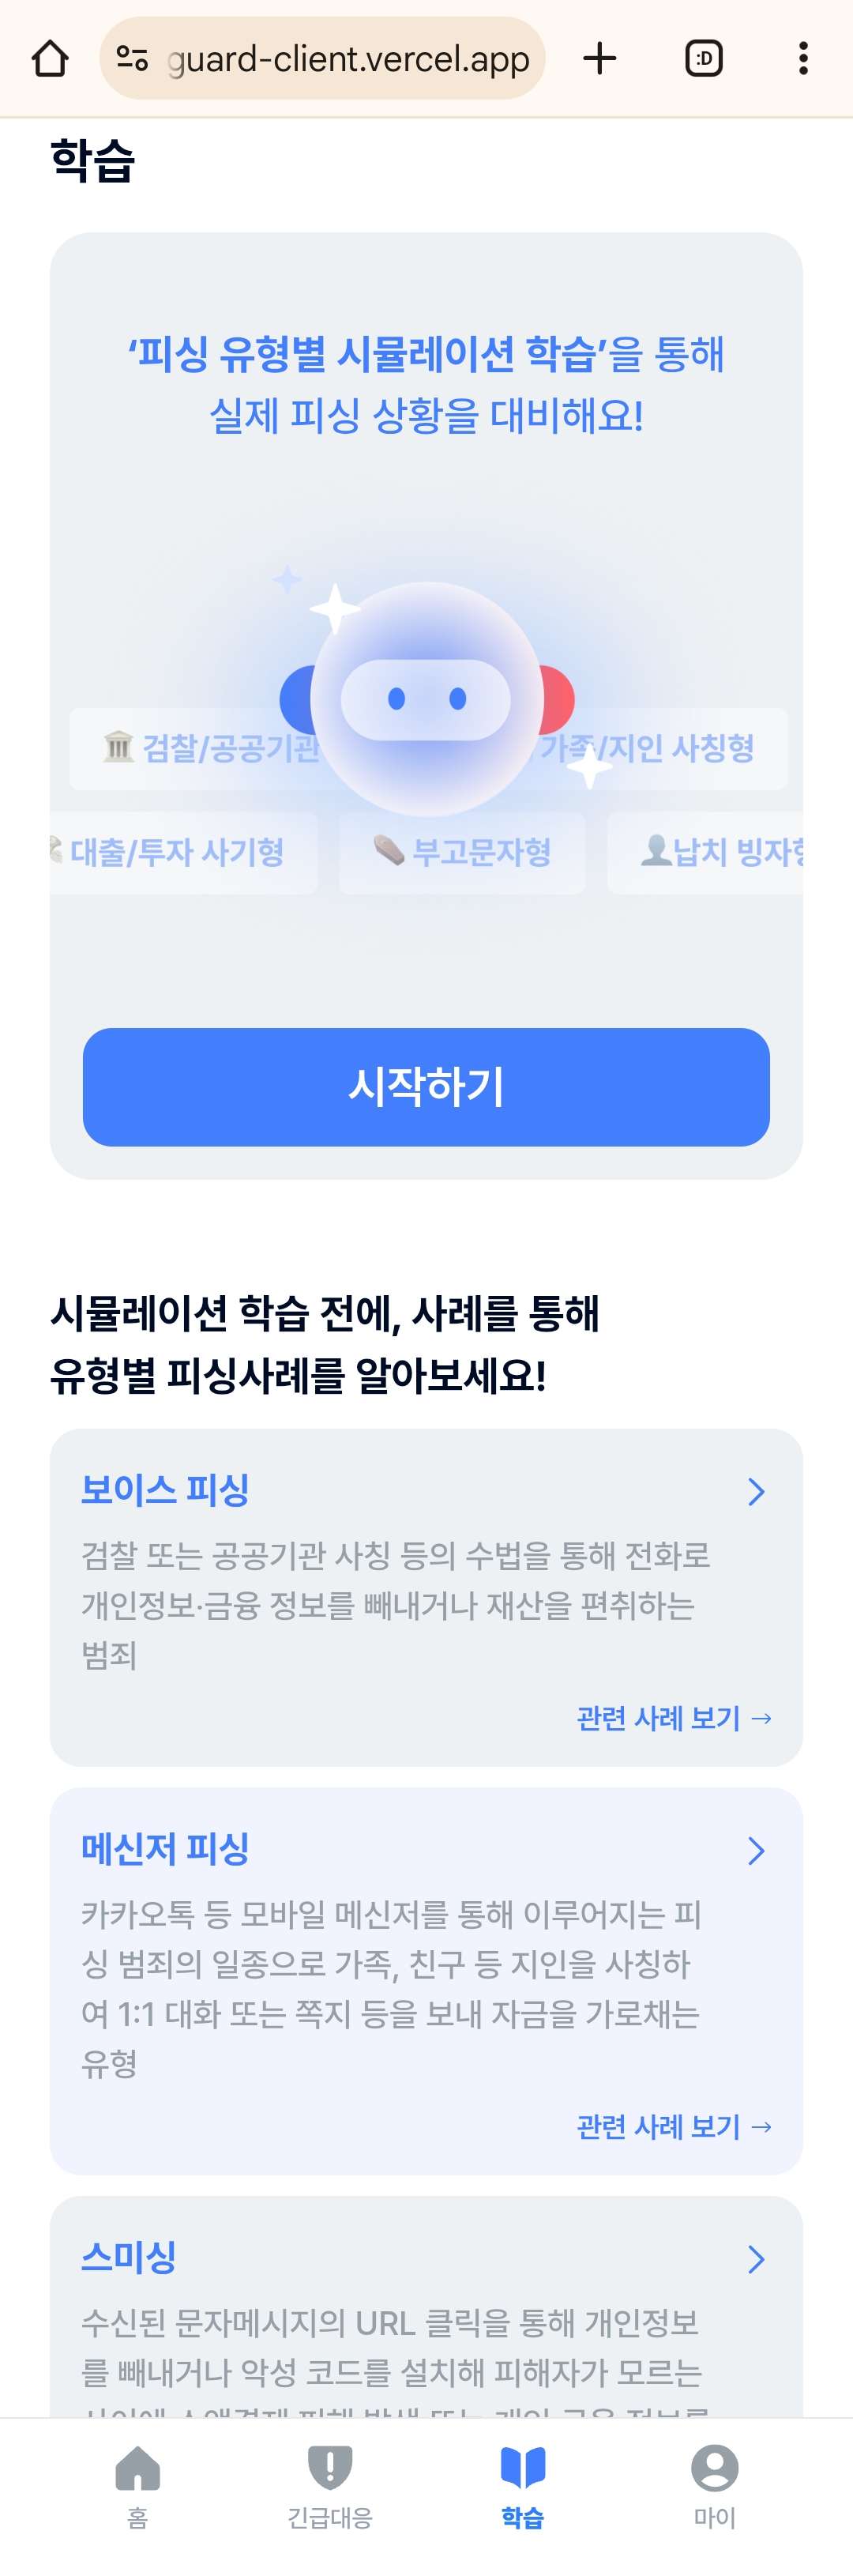 guard-client.vercel.app
:D
학습
‘피싱 유형별 시뮬레이션 학습’을 통해
실제 피싱 상황을 대비해요!
검찰/공공기관
가족/지인 사칭형
대출/투자 사기형
부고문자형
납치 빙자형
시작하기
시뮬레이션 학습 전에, 사례를 통해
유형별 피싱사례를 알아보세요!
보이스 피싱
검찰 또는 공공기관 사칭 등의 수법을 통해 전화로
개인정보·금융 정보를 빼내거나 재산을 편취하는
범죄
관련 사례 보기 →
메신저 피싱
카카오톡 등 모바일 메신저를 통해 이루어지는 피
싱 범죄의 일종으로 가족, 친구 등 지인을 사칭하
여 1:1 대화 또는 쪽지 등을 보내 자금을 가로채는
유형
관련 사례 보기 →
스미싱
수신된 문자메시지의 URL 클릭을 통해 개인정보
를 빼내거나 악성 코드를 설치해 피해자가 모르는
홈
긴급대응
학습
마이